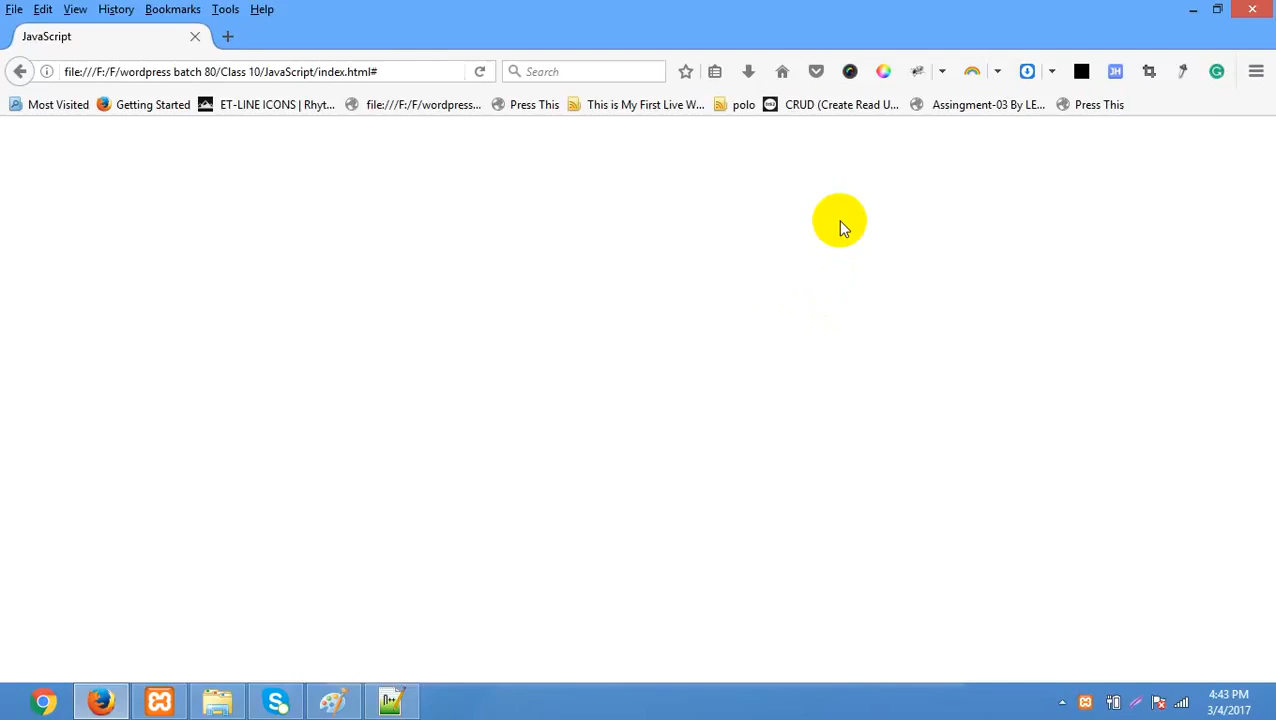 File Edit View History Bookmarks Tools Help
JavaScript
file:///F:/F/wordpress batch 80/Class 10/JavaScript/index.html# Search JH
Most Visited Getting Started ET-LINE ICONS | Rhyt... file:///F:/F/wordpress... Press This This is My First Live W... polo CRUD (Create Read U... Assingment-03 By LE... Press This
4:43 PM
3/4/2017